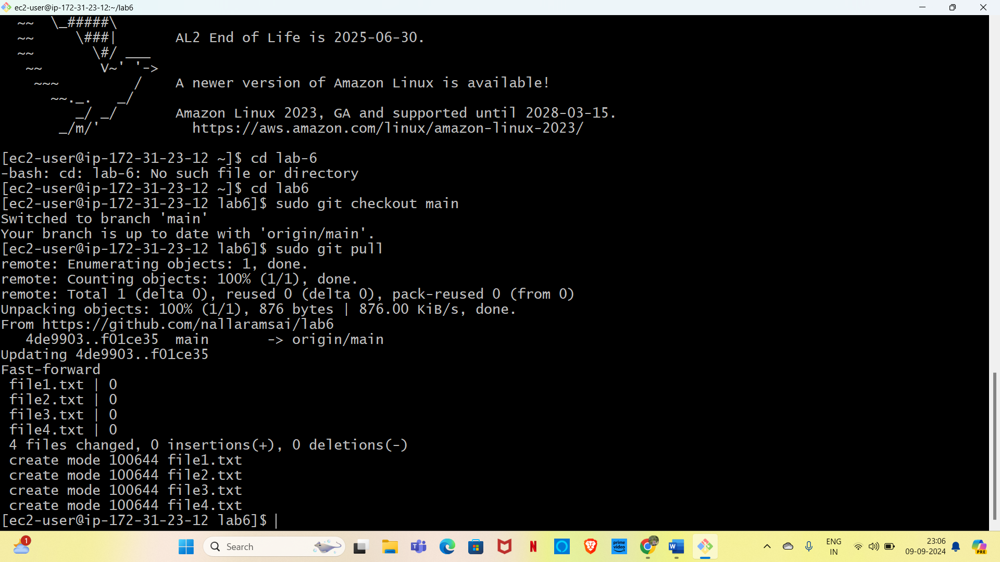 ec2-user@ip-172-31-23-12:~/lab6
  ~~  \_#####\
  ~~     \###|       AL2 End of Life is 2025-06-30.
  ~~       \#/ ___
   ~~       V~' '->
    ~~~         /    A newer version of Amazon Linux is available!
      ~~._.   _/
         _/ _/       Amazon Linux 2023, GA and supported until 2028-03-15.
       _/m/'           https://aws.amazon.com/linux/amazon-linux-2023/
[ec2-user@ip-172-31-23-12 ~]$ cd lab-6
-bash: cd: lab-6: No such file or directory
[ec2-user@ip-172-31-23-12 ~]$ cd lab6
[ec2-user@ip-172-31-23-12 lab6]$ sudo git checkout main
Switched to branch 'main'
Your branch is up to date with 'origin/main'.
[ec2-user@ip-172-31-23-12 lab6]$ sudo git pull
remote: Enumerating objects: 1, done.
remote: Counting objects: 100% (1/1), done.
remote: Total 1 (delta 0), reused 0 (delta 0), pack-reused 0 (from 0)
Unpacking objects: 100% (1/1), 876 bytes | 876.00 KiB/s, done.
From https://github.com/nallaramsai/lab6
   4de9903..f01ce35  main       -> origin/main
Updating 4de9903..f01ce35
Fast-forward
 file1.txt | 0
 file2.txt | 0
 file3.txt | 0
 file4.txt | 0
 4 files changed, 0 insertions(+), 0 deletions(-)
 create mode 100644 file1.txt
 create mode 100644 file2.txt
 create mode 100644 file3.txt
 create mode 100644 file4.txt
[ec2-user@ip-172-31-23-12 lab6]$
1
Search
prime video
ENG
IN
23:06
09-09-2024
PRE